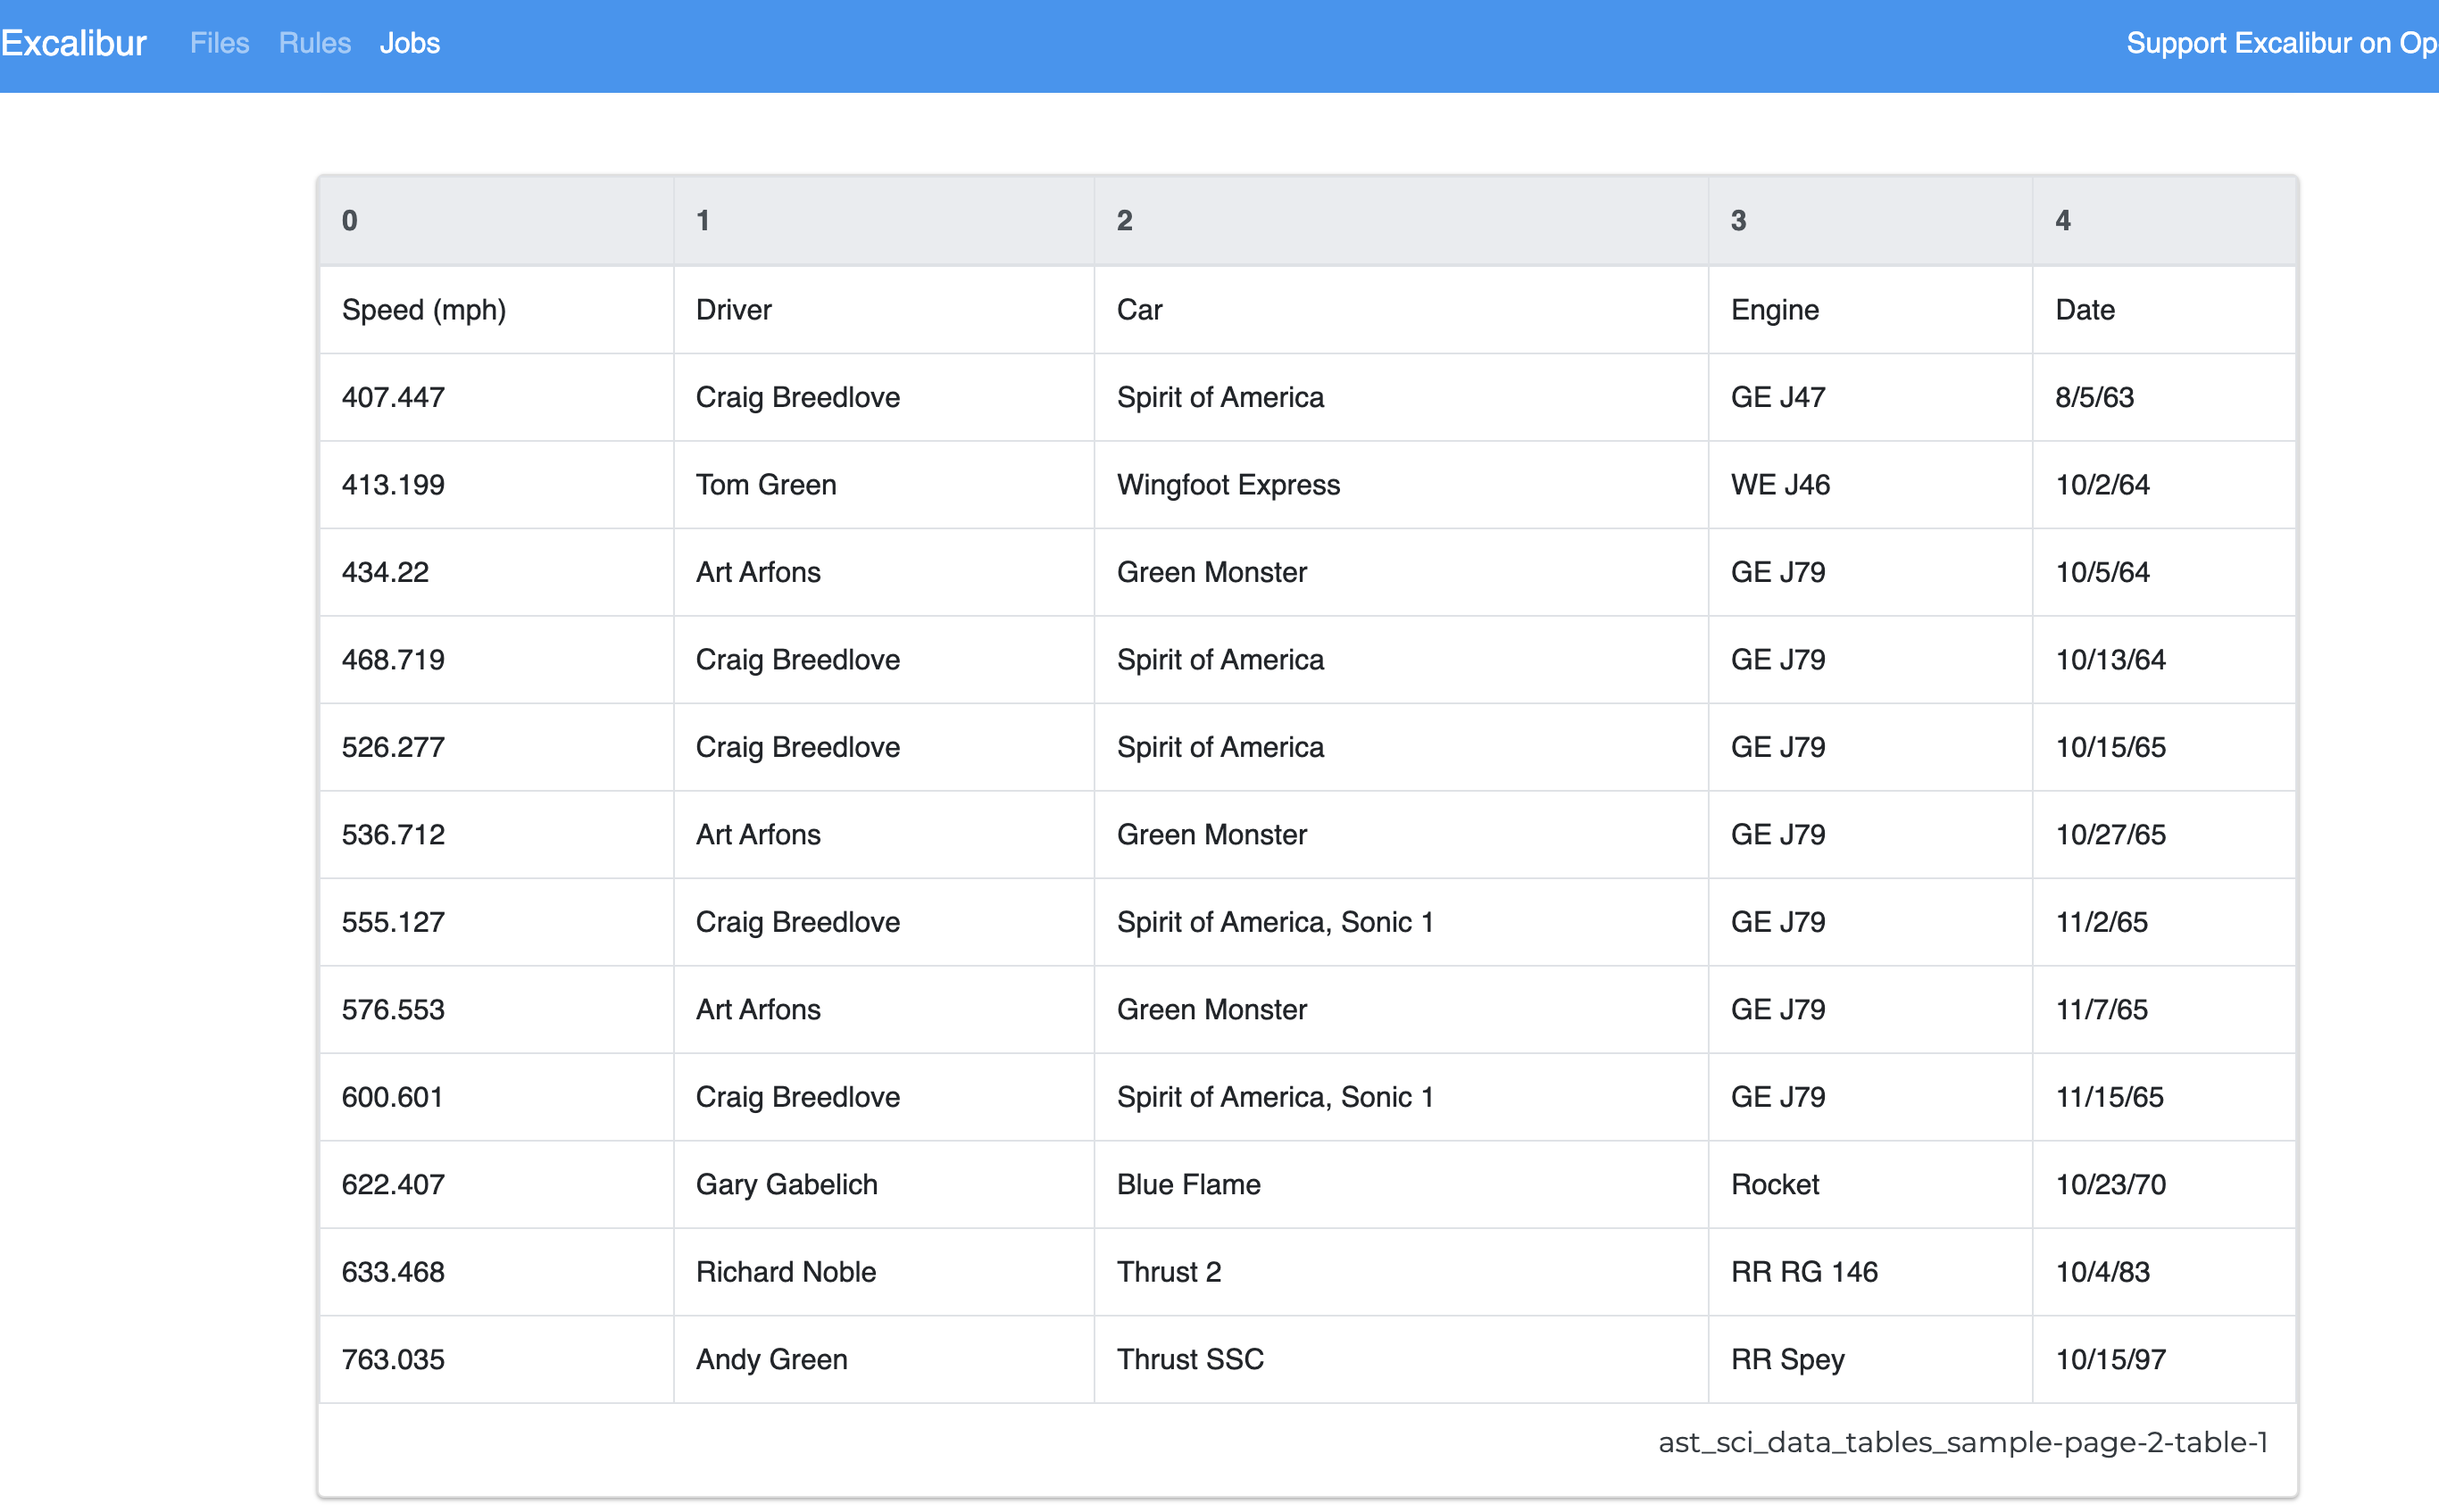 Excalibur Files Rules Jobs Support Excalibur on Op
0 1 2 3 4
Speed (mph) Driver Car Engine Date
407.447 Craig Breedlove Spirit of America GE J47 8/5/63
413.199 Tom Green Wingfoot Express WE J46 10/2/64
434.22 Art Arfons Green Monster GE J79 10/5/64
468.719 Craig Breedlove Spirit of America GE J79 10/13/64
526.277 Craig Breedlove Spirit of America GE J79 10/15/65
536.712 Art Arfons Green Monster GE J79 10/27/65
555.127 Craig Breedlove Spirit of America, Sonic 1 GE J79 11/2/65
576.553 Art Arfons Green Monster GE J79 11/7/65
600.601 Craig Breedlove Spirit of America, Sonic 1 GE J79 11/15/65
622.407 Gary Gabelich Blue Flame Rocket 10/23/70
633.468 Richard Noble Thrust 2 RR RG 146 10/4/83
763.035 Andy Green Thrust SSC RR Spey 10/15/97
ast_sci_data_tables_sample-page-2-table-1